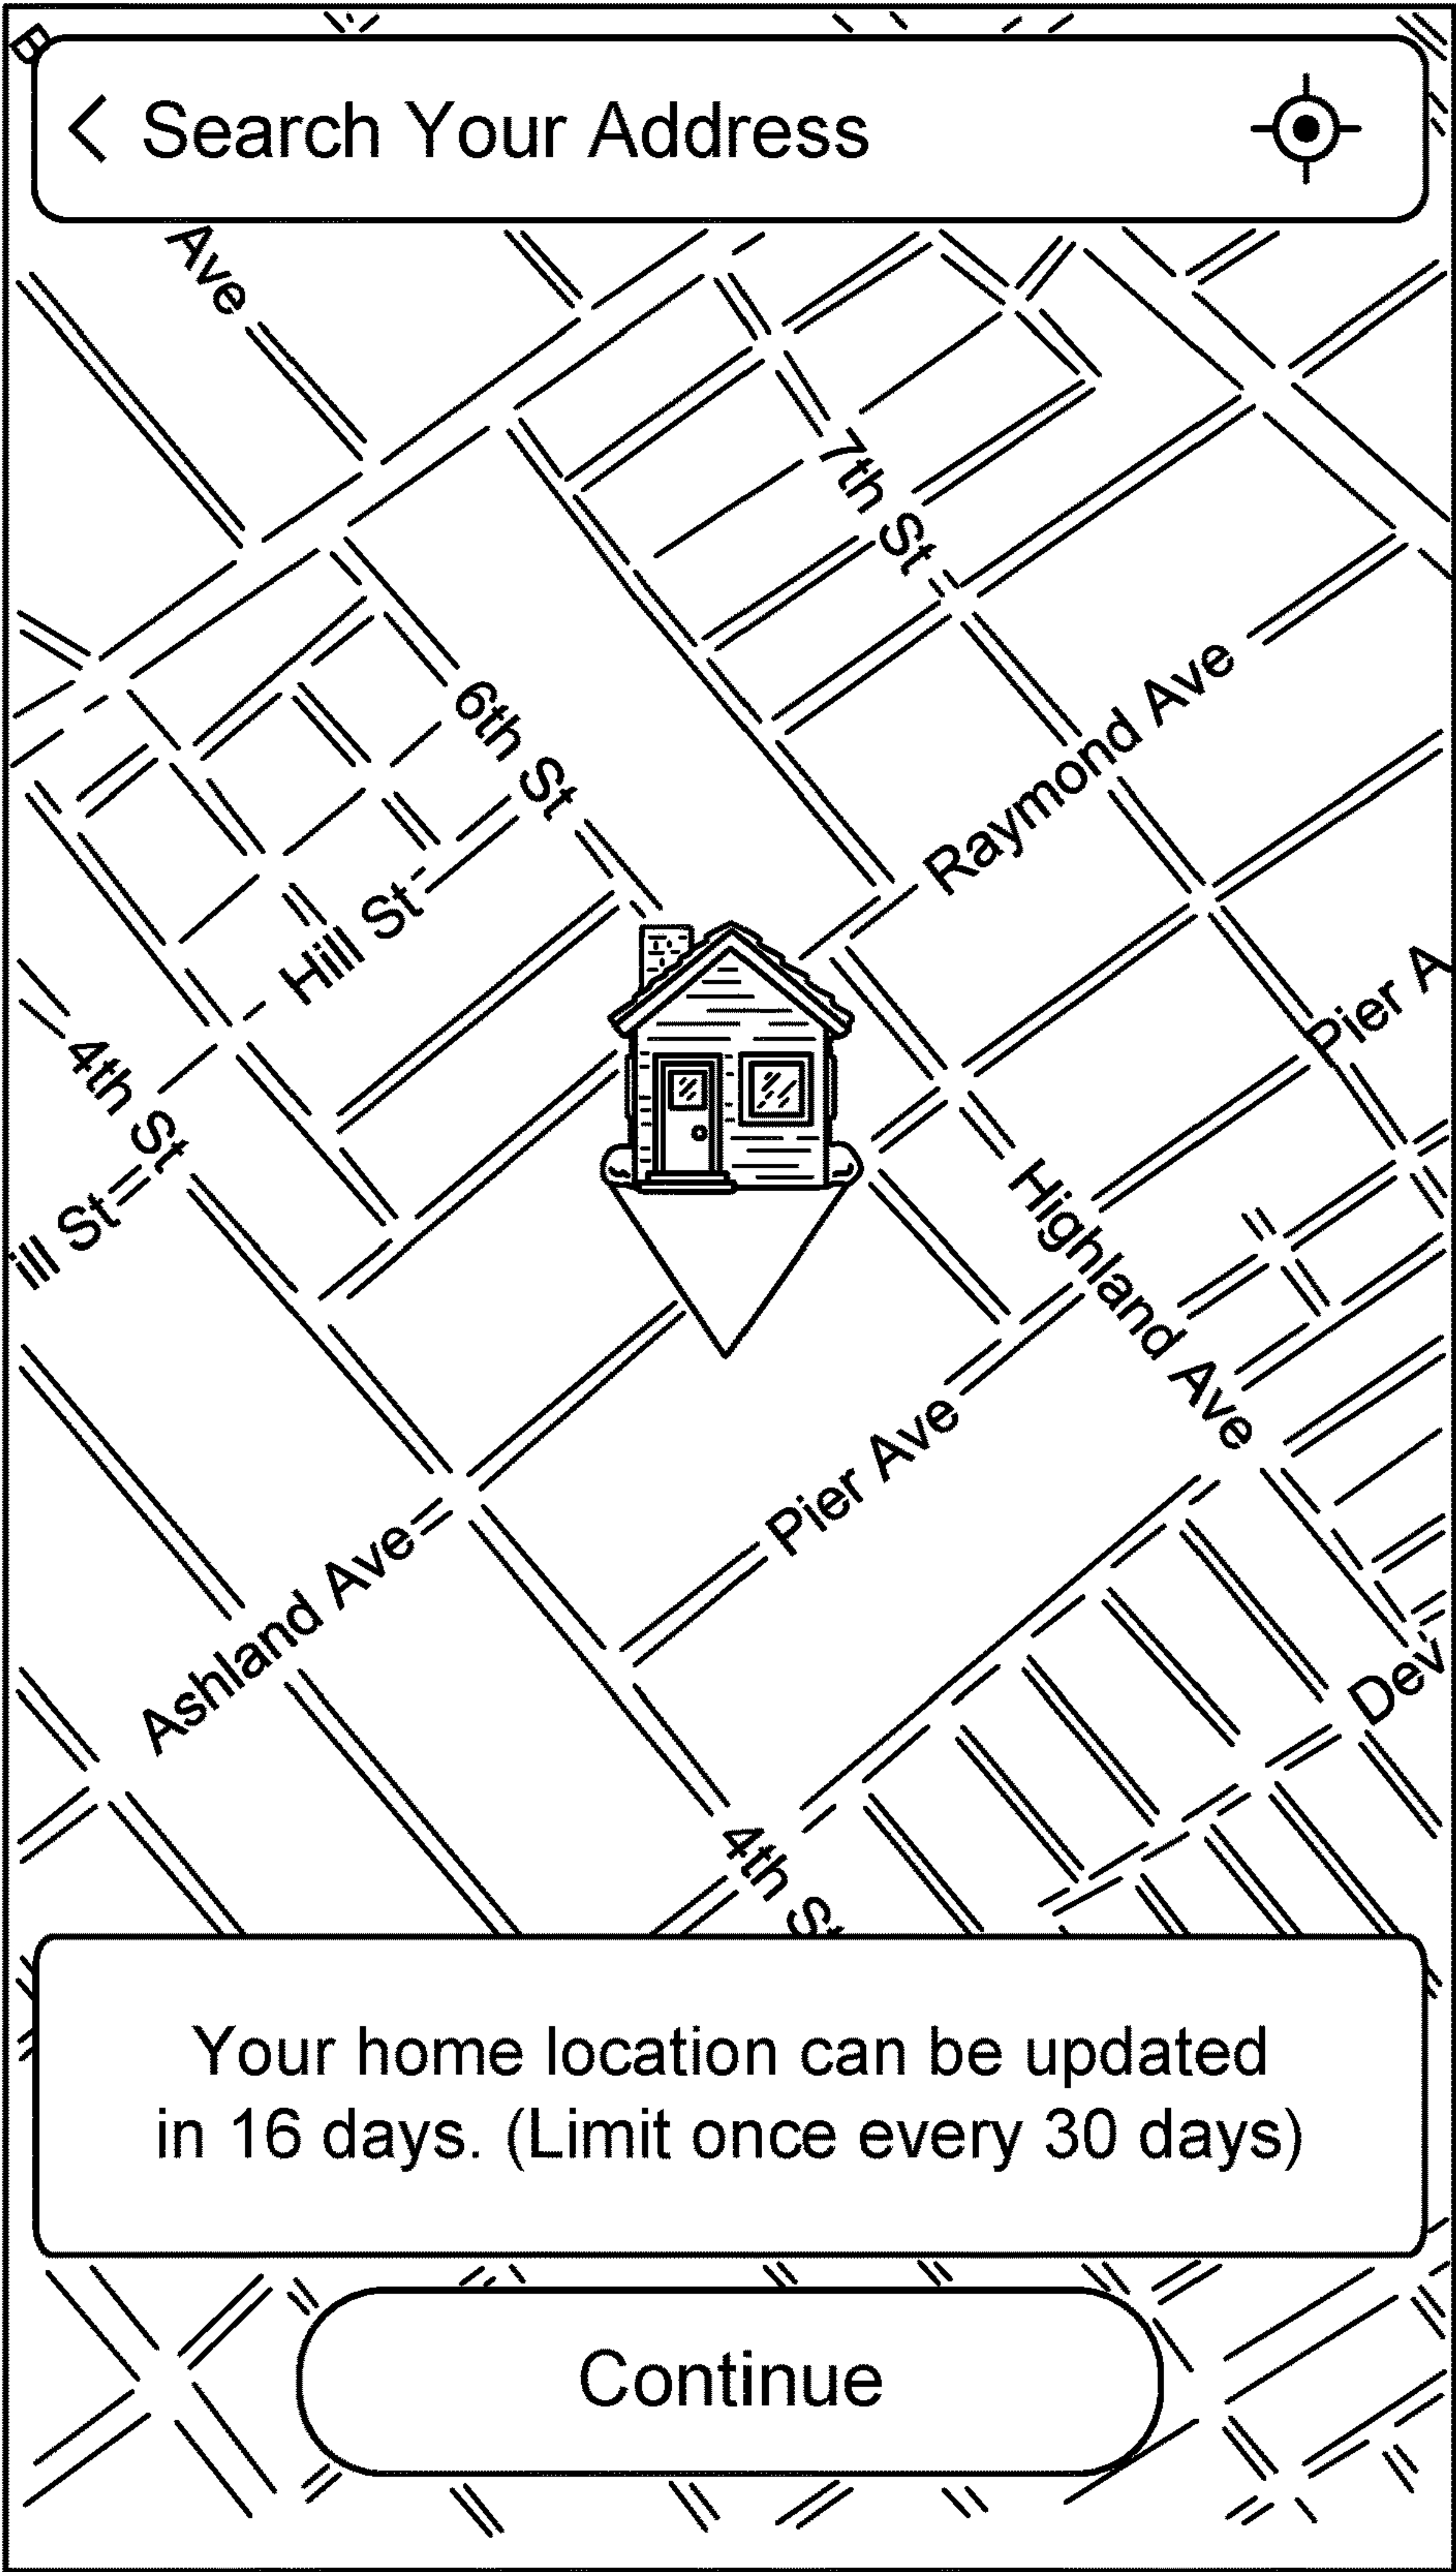 B
Search Your Address
Ave
7th St
6th St
Raymond Ave
Hill St
Pier A
4th St
ill St
Highland Ave
Pier Ave
Ashland Ave
Dev
4th St
Your home location can be updated
in 16 days. (Limit once every 30 days)
Continue